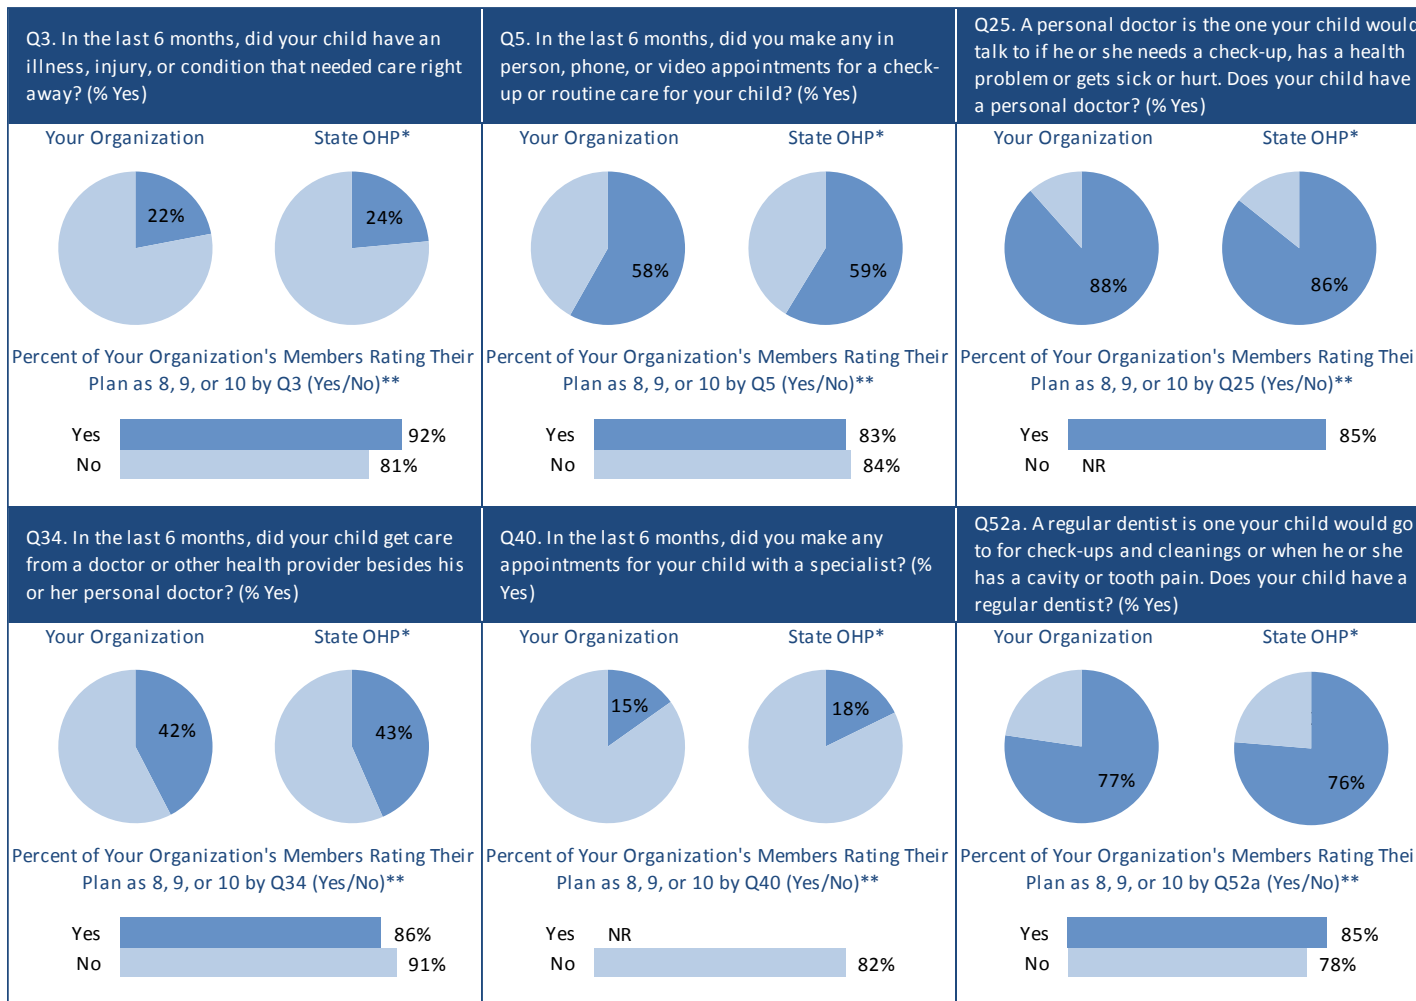 Q3. In the last 6 months, did your child have an
illness, injury, or condition that needed care right
away? (% Yes)
Your Organization
State OHP*
22%
24%
Percent of Your Organization's Members Rating Their
Plan as 8, 9, or 10 by Q3 (Yes/No)**
Yes
92%
No
81%
Q5. In the last 6 months, did you make any in
person, phone, or video appointments for a check-
up or routine care for your child? (% Yes)
Your Organization
State OHP*
58%
59%
Percent of Your Organization's Members Rating Their
Plan as 8, 9, or 10 by Q5 (Yes/No)**
Yes
83%
No
84%
Q25. A personal doctor is the one your child would
talk to if he or she needs a check-up, has a health
problem or gets sick or hurt. Does your child have
a personal doctor? (% Yes)
Your Organization
State OHP*
88%
86%
Percent of Your Organization's Members Rating Thei
Plan as 8, 9, or 10 by Q25 (Yes/No)**
Yes
85%
No
NR
Q34. In the last 6 months, did your child get care
from a doctor or other health provider besides his
or her personal doctor? (% Yes)
Your Organization
State OHP*
42%
43%
Percent of Your Organization's Members Rating Their
Plan as 8, 9, or 10 by Q34 (Yes/No)**
Yes
86%
No
91%
Q40. In the last 6 months, did you make any
appointments for your child with a specialist? (%
Yes)
Your Organization
State OHP*
15%
18%
Percent of Your Organization's Members Rating Their
Plan as 8, 9, or 10 by Q40 (Yes/No)**
Yes
NR
No
82%
Q52a. A regular dentist is one your child would go
to for check-ups and cleanings or when he or she
has a cavity or tooth pain. Does your child have a
regular dentist? (% Yes)
Your Organization
State OHP*
77%
76%
Percent of Your Organization's Members Rating Thei
Plan as 8, 9, or 10 by Q52a (Yes/No)**
Yes
85%
No
78%